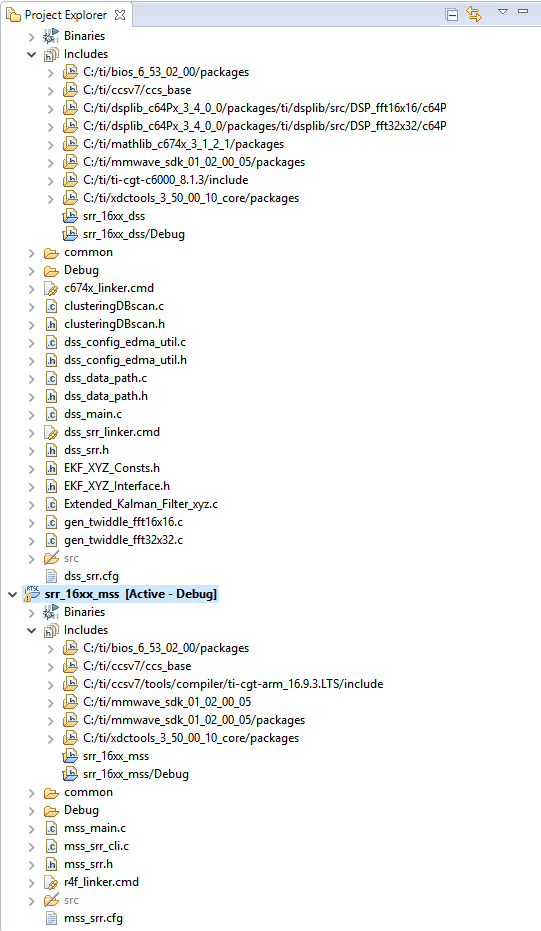 Project Explorer
Binaries
Includes
C:/ti/bios_6_53_02_00/packages
C:/ti/ccsv7/ccs_base
C:/ti/dsplib_c64Px_3_4_0_0/packages/ti/dsplib/src/DSP_fft16x16/c64P
C:/ti/dsplib_c64Px_3_4_0_0/packages/ti/dsplib/src/DSP_fft32x32/c64P
C:/ti/mathlib_c674x_3_1_2_1/packages
C:/ti/mmwave_sdk_01_02_00_05/packages
C:/ti/ti-cgt-c6000_8.1.3/include
C:/ti/xdctools_3_50_00_10_core/packages
srr_16xx_dss
srr_16xx_dss/Debug
common
Debug
c674x_linker.cmd
clusteringDBscan.c
clusteringDBscan.h
dss_config_edma_util.c
dss_config_edma_util.h
dss_data_path.c
dss_data_path.h
dss_main.c
dss_srr_linker.cmd
dss_srr.h
EKF_XYZ_Consts.h
EKF_XYZ_Interface.h
Extended_Kalman_Filter_xyz.c
gen_twiddle_fft16x16.c
gen_twiddle_fft32x32.c
src
dss_srr.cfg
srr_16xx_mss [Active - Debug]
Binaries
Includes
C:/ti/bios_6_53_02_00/packages
C:/ti/ccsv7/ccs_base
C:/ti/ccsv7/tools/compiler/ti-cgt-arm_16.9.3.LTS/include
C:/ti/mmwave_sdk_01_02_00_05
C:/ti/mmwave_sdk_01_02_00_05/packages
C:/ti/xdctools_3_50_00_10_core/packages
srr_16xx_mss
srr_16xx_mss/Debug
common
Debug
mss_main.c
mss_srr_cli.c
mss_srr.h
r4f_linker.cmd
src
mss_srr.cfg